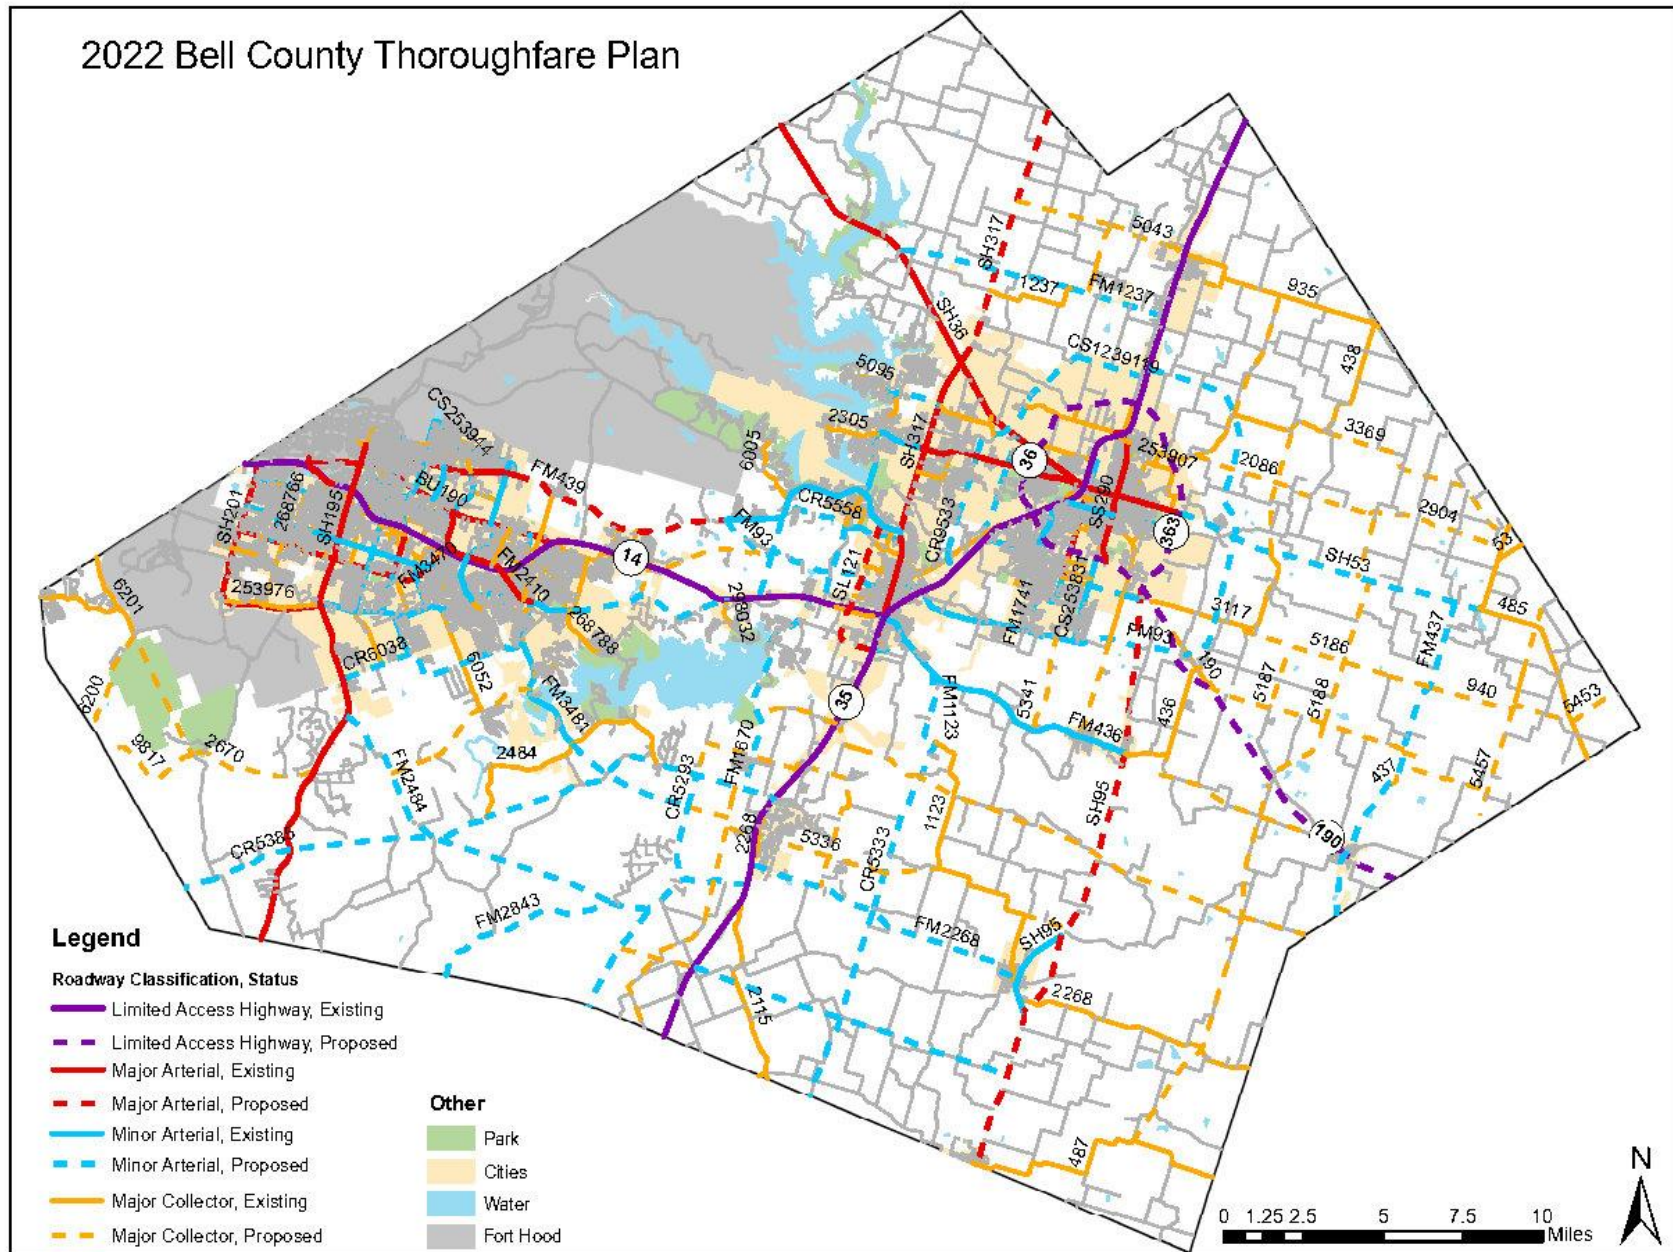 2022 Bell County Thoroughfare Plan
SH317
5043
1237
FM1237
935
SH36
CS1239119
438
5095
2305
SH317
3369
CS253944
6005
36
253907
2086
FM439
BU190
268766
SH195
SH201
CR5558
FM93
CR9533
SS290
363
2904
53
SH53
14
FM3470
FM2410
SL121
253976
6201
298032
268788
FM1741
CS253831
3117
FM93
FM437
485
5186
CR6038
6052
190
5187
5188
940
5453
6200
FM3481
35
FM1123
5341
436
FM436
9817
2670
2484
FM2484
CR5293
FM1670
437
5457
SH95
1123
190
CR5385
2268
5336
CR5333
FM2843
FM2268
SH95
2268
2115
487
Legend
Roadway Classification, Status
Limited Access Highway, Existing
Limited Access Highway, Proposed
Major Arterial, Existing
Major Arterial, Proposed
Minor Arterial, Existing
Minor Arterial, Proposed
Major Collector, Existing
Major Collector, Proposed
Other
Park
Cities
Water
Fort Hood
N
0 1.25 2.5 5 7.5 10
Miles